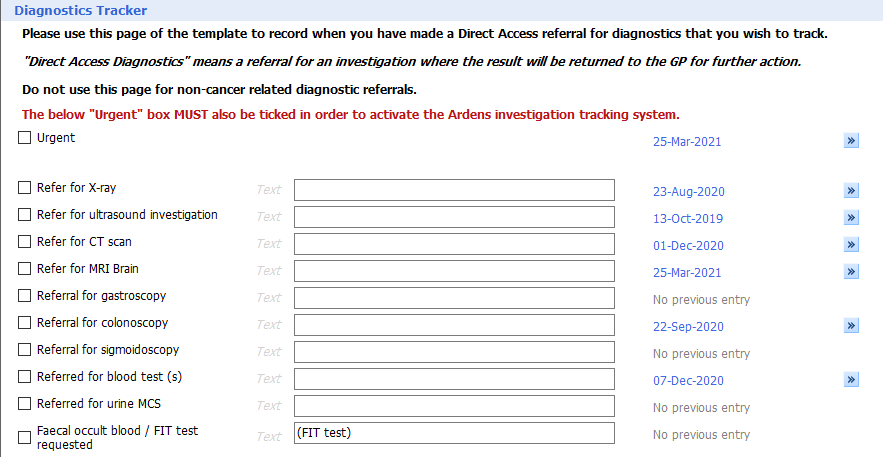 Diagnostics Tracker
Please use this page of the template to record when you have made a Direct Access referral for diagnostics that you wish to track.
"Direct Access Diagnostics" means a referral for an investigation where the result will be returned to the GP for further action.
Do not use this page for non-cancer related diagnostic referrals.
The below "Urgent" box MUST also be ticked in order to activate the Ardens investigation tracking system.
Urgent 25-Mar-2021 »
Refer for X-ray Text 23-Aug-2020 »
Refer for ultrasound investigation Text 13-Oct-2019 »
Refer for CT scan Text 01-Dec-2020 »
Refer for MRI Brain Text 25-Mar-2021 »
Referral for gastroscopy Text No previous entry
Referral for colonoscopy Text 22-Sep-2020 »
Referral for sigmoidoscopy Text No previous entry
Referred for blood test (s) Text 07-Dec-2020 »
Referred for urine MCS Text No previous entry
Faecal occult blood / FIT test
requested Text (FIT test) No previous entry